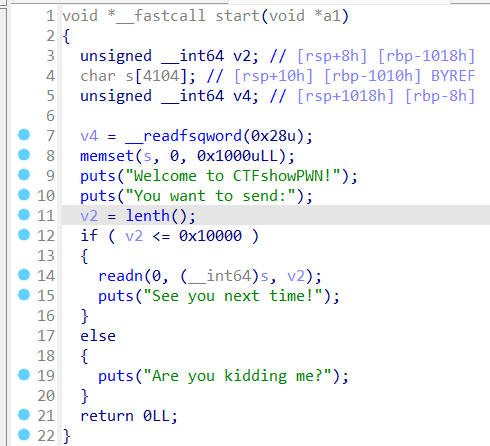 1 void *__fastcall start(void *a1)
2 {
3 unsigned __int64 v2; // [rsp+8h] [rbp-1018h]
4 char s[4104]; // [rsp+10h] [rbp-1010h] BYREF
5 unsigned __int64 v4; // [rsp+1018h] [rbp-8h]
6
7 v4 = __readfsqword(0x28u);
8 memset(s, 0, 0x1000uLL);
9 puts("Welcome to CTFshowPWN!");
10 puts("You want to send:");
11 v2 = lenth();
12 if ( v2 <= 0x10000 )
13 {
14 readn(0, (__int64)s, v2);
15 puts("See you next time!");
16 }
17 else
18 {
19 puts("Are you kidding me?");
20 }
21 return 0LL;
22 }